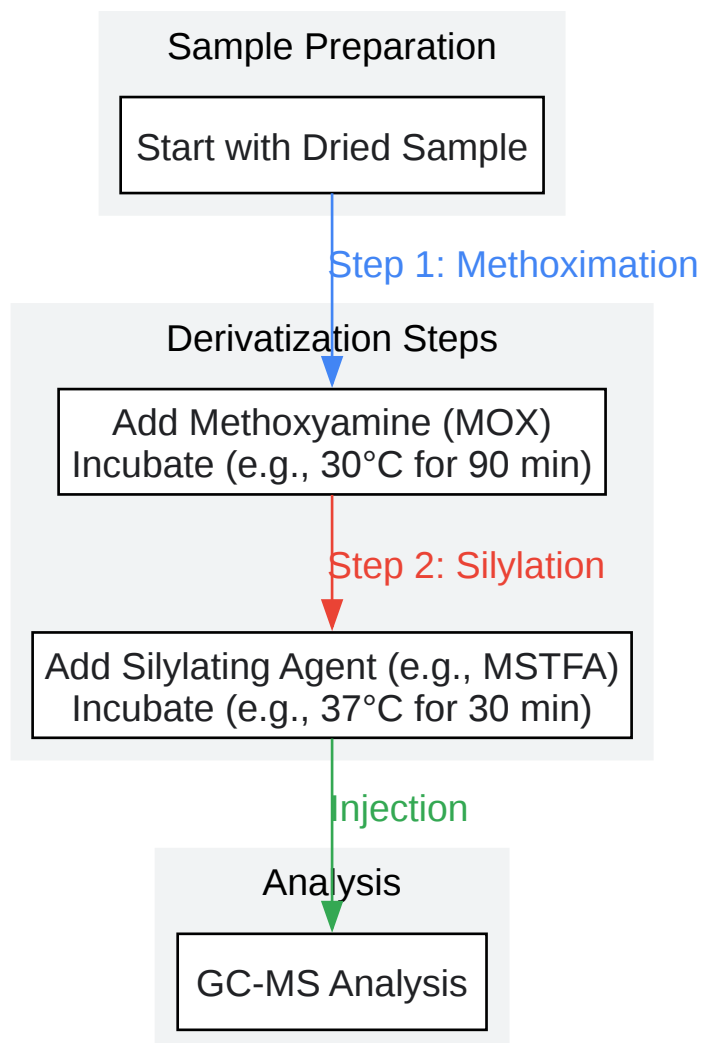 Sample Preparation
Start with Dried Sample
Step 1: Methoximation
Derivatization Steps
Add Methoxyamine (MOX)
Incubate (e.g., 30°C for 90 min)
Step 2: Silylation
Add Silylating Agent (e.g., MSTFA)
Incubate (e.g., 37°C for 30 min)
Injection
Analysis
GC-MS Analysis